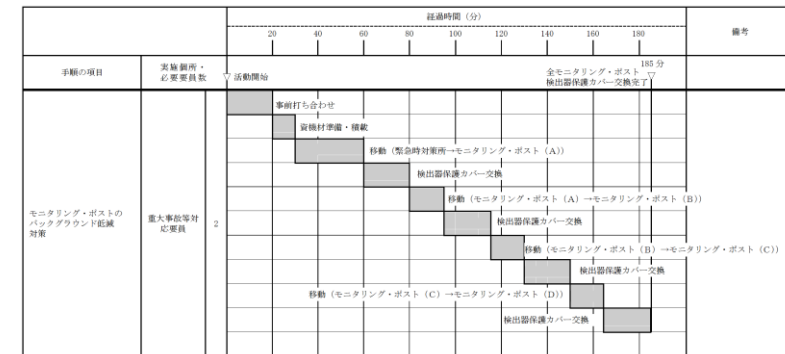 経過時間（分）
備考
20 40 60 80 100 120 140 160 180
手順の項目
実施個所・
必要要員数
活動開始
185 分
全モニタリング・ポスト
検出器保護カバー交換完了
事前打ち合わせ
資機材準備・積載
移動（緊急時対策所→モニタリング・ポスト（A））
検出器保護カバー交換
移動（モニタリング・ポスト（A）→モニタリング・ポスト（B））
モニタリング・ポストの
バックグラウンド低減
対策
重大事故等対
応要員
2
検出器保護カバー交換
移動（モニタリング・ポスト（B）→モニタリング・ポスト（C））
検出器保護カバー交換
移動（モニタリング・ポスト（C）→モニタリング・ポスト（D））
検出器保護カバー交換